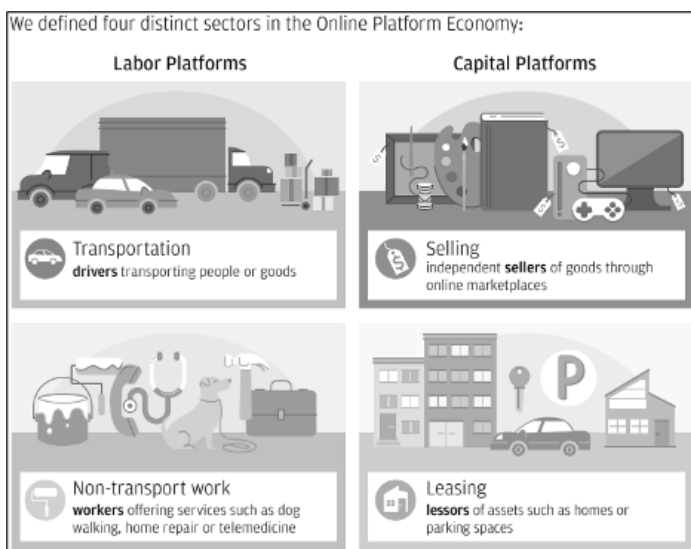 We defined four distinct sectors in the Online Platform Economy:
Labor Platforms
Capital Platforms
Transportation
drivers transporting people or goods
Selling
independent sellers of goods through
online marketplaces
Non-transport work
workers offering services such as dog
walking, home repair or telemedicine
Leasing
lessors of assets such as homes or
parking spaces
$
$
$
$
P